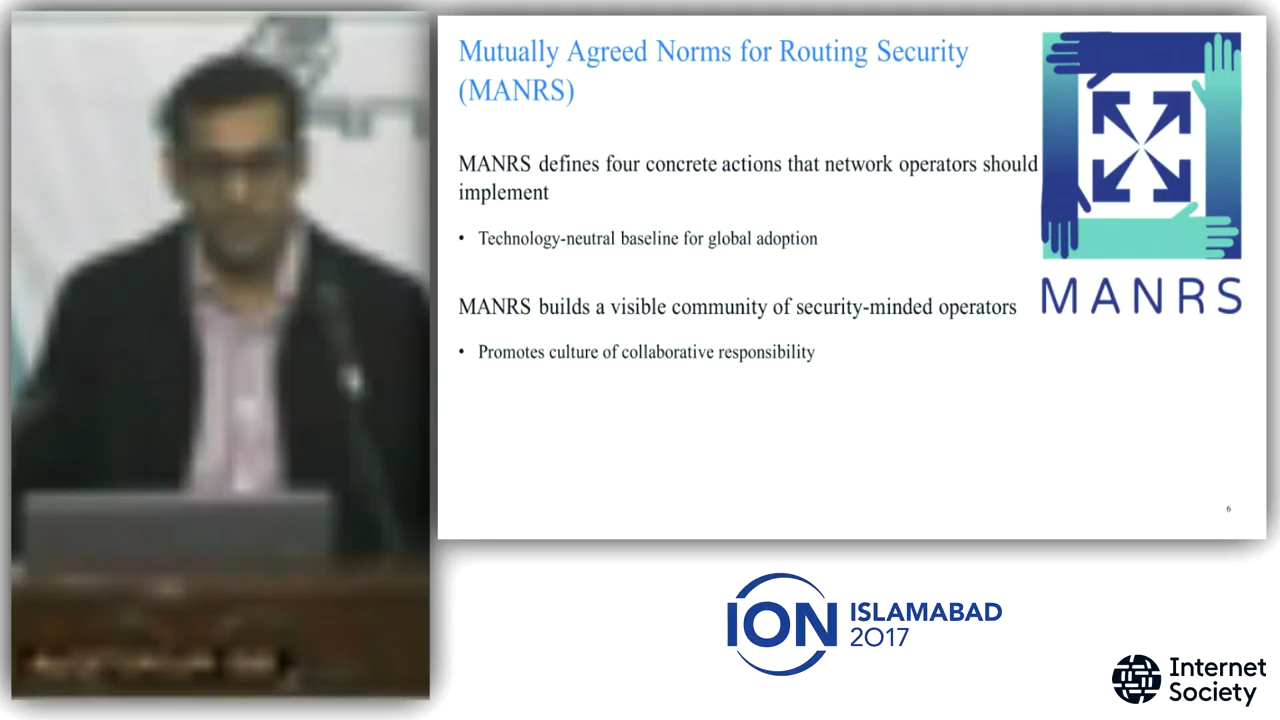 Mutually Agreed Norms for Routing Security
(MANRS)
MANRS defines four concrete actions that network operators should
implement
• Technology-neutral baseline for global adoption
MANRS builds a visible community of security-minded operators
• Promotes culture of collaborative responsibility
MANRS
6
ION ISLAMABAD
2017
Internet
Society